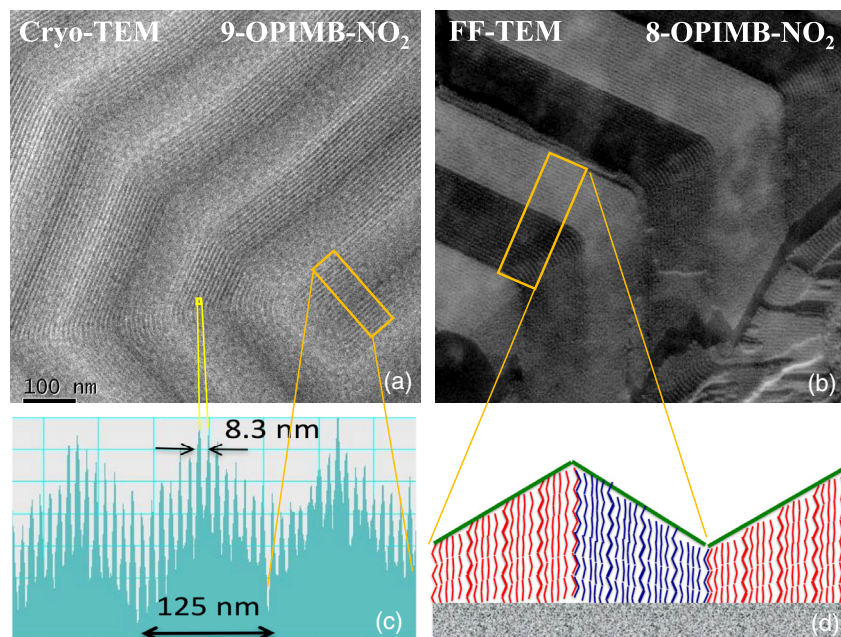 Cryo-TEM 9-OPIMB-NO₂
FF-TEM 8-OPIMB-NO₂
100 nm
(a)
(b)
8.3 nm
125 nm
(c)
(d)